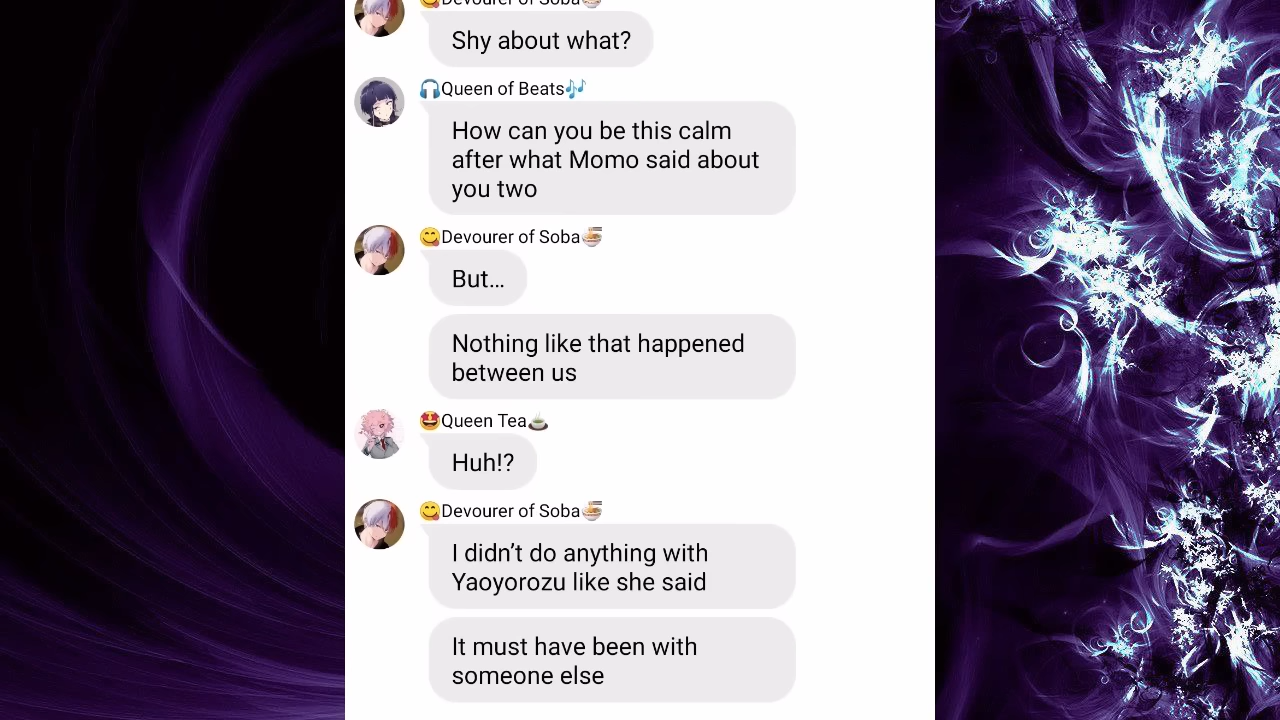 😋Devourer of Soba🍜
Shy about what?
🎧Queen of Beats🎶
How can you be this calm
after what Momo said about
you two
😋Devourer of Soba🍜
But...
Nothing like that happened
between us
🤩Queen Tea🍵
Huh!?
😋Devourer of Soba🍜
I didn’t do anything with
Yaoyorozu like she said
It must have been with
someone else